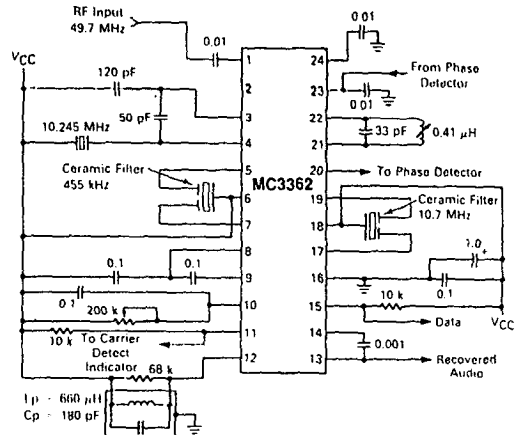 RF Input
49.7 MHz
0.01
VCC
120 pF
50 pF
10.245 MHz
Ceramic Filter
455 kHz
0.1
0.1
0.1
200 k
10 k
To Carrier
Detect
Indicator
68 k
Lp = 660 µH
Cp = 180 pF
1
2
3
4
5
6
7
8
9
10
11
12
MC3362
24
23
22
21
20
19
18
17
16
15
14
13
0.01
From Phase
Detector
0.01
33 pF
0.41 µH
To Phase Detector
Ceramic Filter
10.7 MHz
1.0
+
0.1
10 k
VCC
Data
0.001
Recovered
Audio